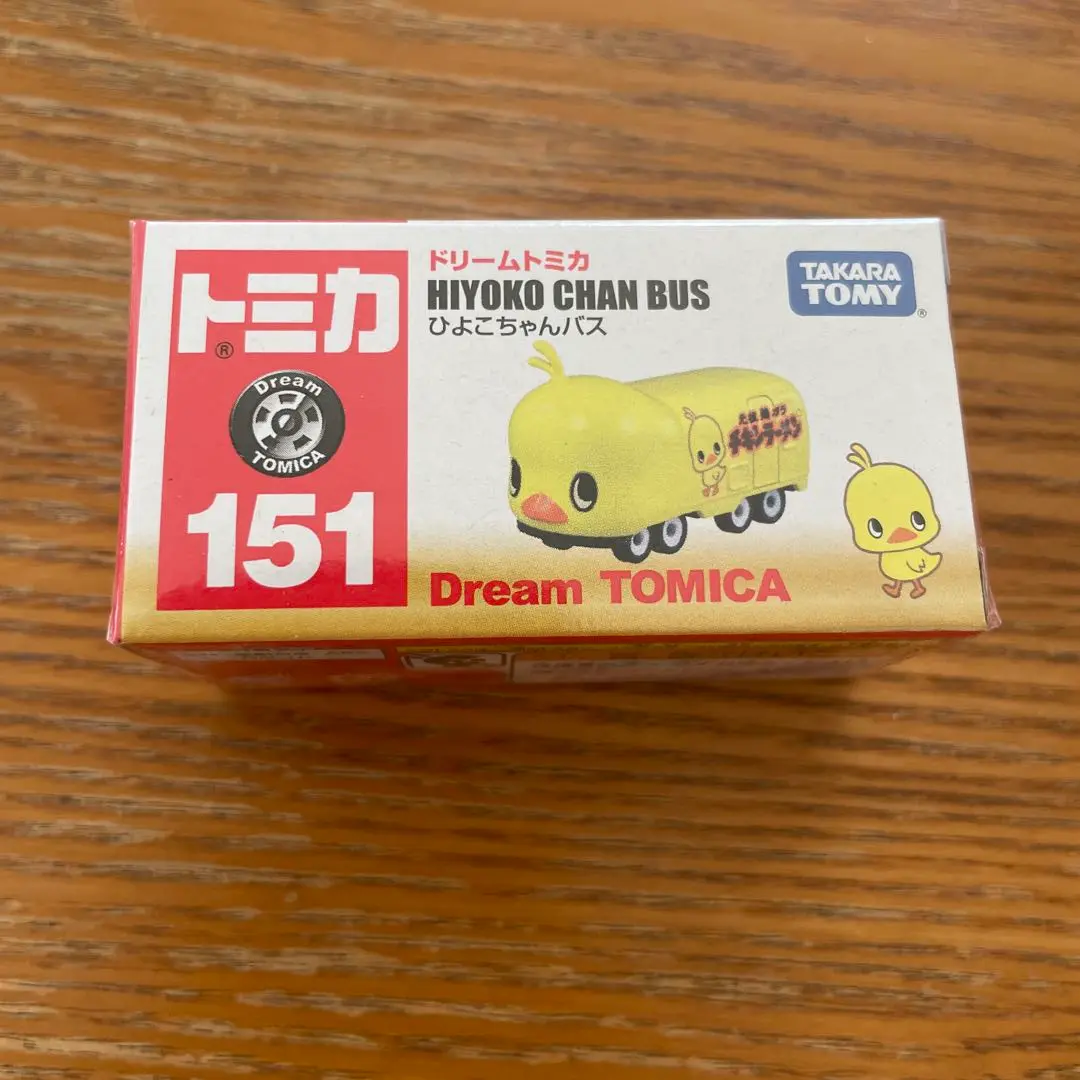 トミカ
®
Dream
TOMICA
151
ドリームトミカ
HIYOKO CHAN BUS
ひよこちゃんバス
TAKARA
TOMY
®
チキンラーメン
Dream TOMICA